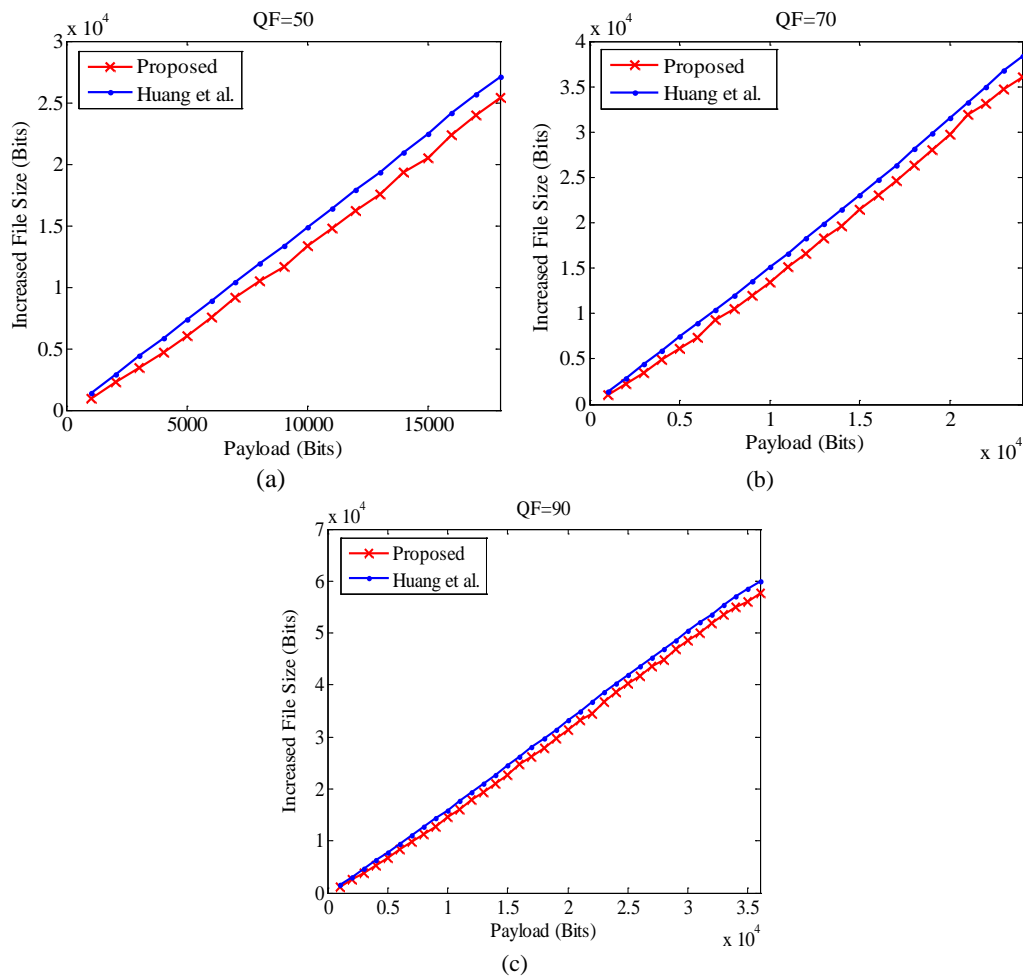 QF=50
x 10^4
3
2.5
2
1.5
1
0.5
0
Increased File Size (Bits)
Proposed
Huang et al.
0 5000 10000 15000
Payload (Bits)
(a)
QF=70
x 10^4
4
3.5
3
2.5
2
1.5
1
0.5
0
Increased File Size (Bits)
Proposed
Huang et al.
0 0.5 1 1.5 2
x 10^4
Payload (Bits)
(b)
QF=90
x 10^4
7
6
5
4
3
2
1
0
Increased File Size (Bits)
Proposed
Huang et al.
0 0.5 1 1.5 2 2.5 3 3.5
x 10^4
Payload (Bits)
(c)